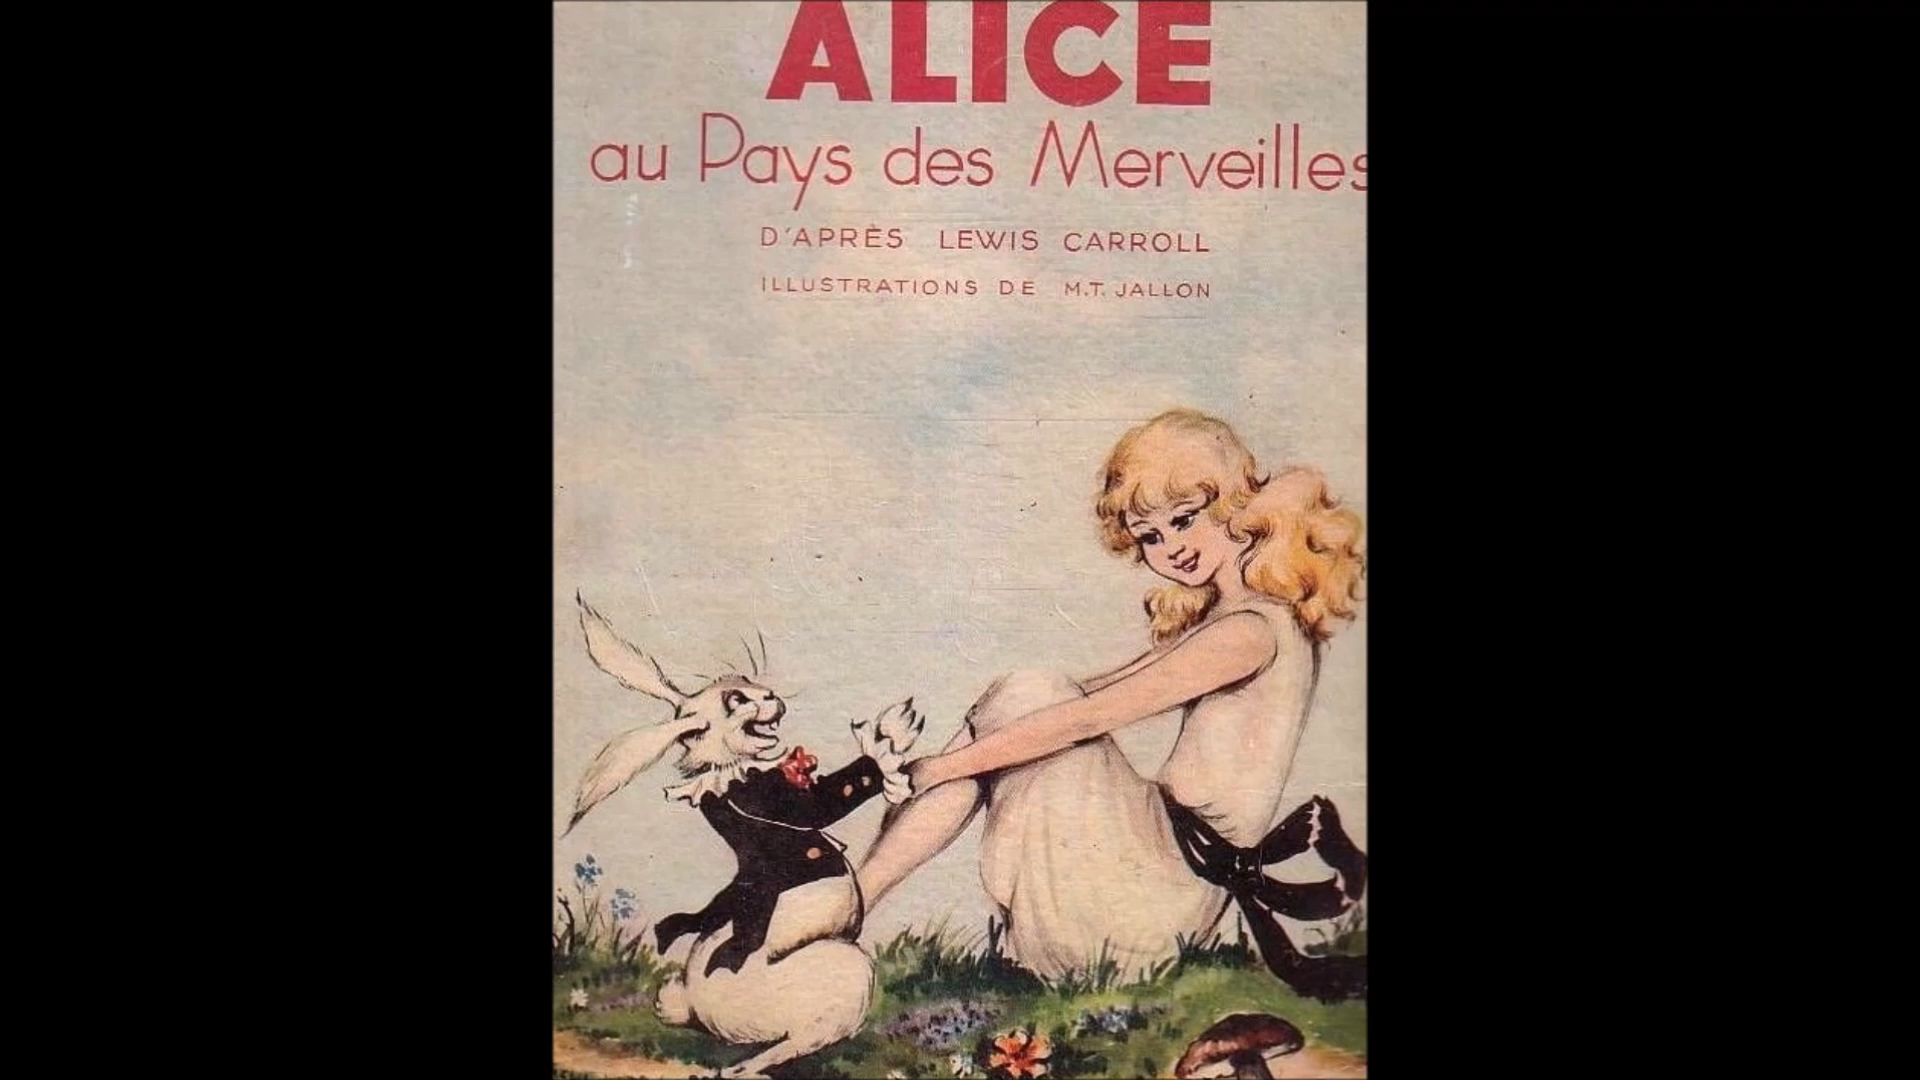 ALICE
au Pays des Merveilles
D'APRÈS LEWIS CARROLL
ILLUSTRATIONS DE M.T. JALLON